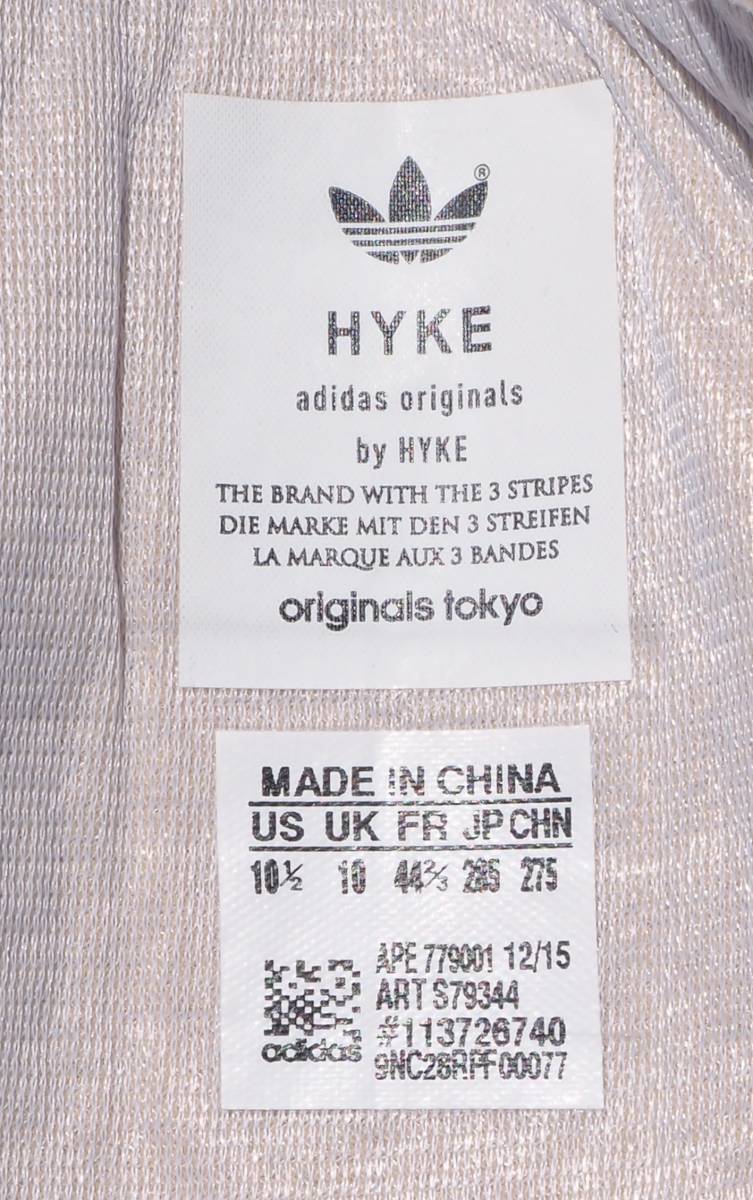 ®
HYKE
adidas originals
by HYKE
THE BRAND WITH THE 3 STRIPES
DIE MARKE MIT DEN 3 STREIFEN
LA MARQUE AUX 3 BANDES
originals tokyo
MADE IN CHINA
US UK FR JP CHN
10½ 10 44⅔ 285 275
APE 779001 12/15
ART S79344
#113726740
9NC28RPF00077
adidas